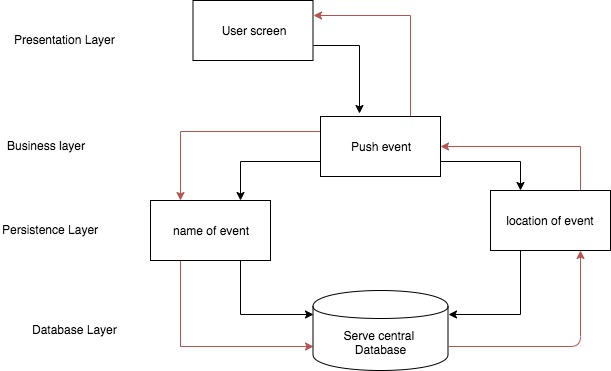 Presentation Layer
User screen
Business layer
Push event
Persistence Layer
name of event
location of event
Database Layer
Serve central
Database